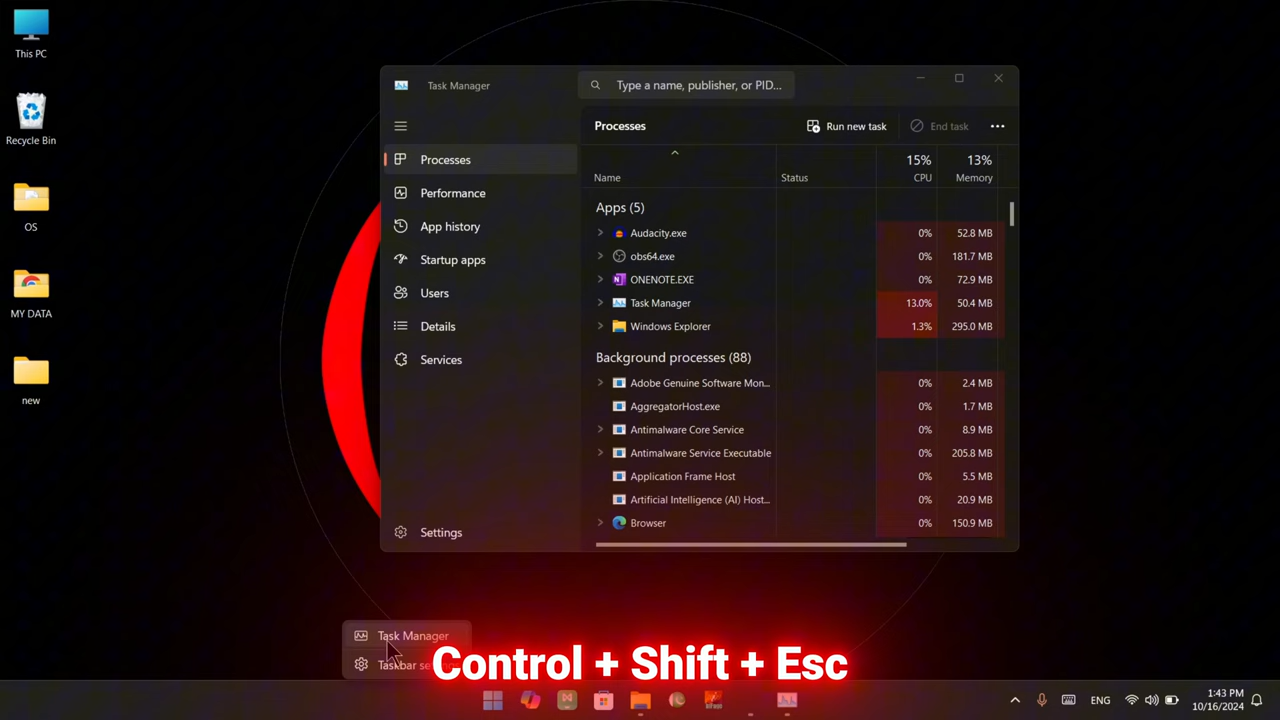 This PC
Recycle Bin
OS
MY DATA
new
Task Manager
Type a name, publisher, or PID...
Processes
Run new task
End task
Processes
Performance
App history
Startup apps
Users
Details
Services
Settings
15% 13%
Name Status CPU Memory
Apps (5)
Audacity.exe 0% 52.8 MB
obs64.exe 0% 181.7 MB
ONENOTE.EXE 0% 72.9 MB
Task Manager 13.0% 50.4 MB
Windows Explorer 1.3% 295.0 MB
Background processes (88)
Adobe Genuine Software Mon... 0% 2.4 MB
AggregatorHost.exe 0% 1.7 MB
Antimalware Core Service 0% 8.9 MB
Antimalware Service Executable 0% 205.8 MB
Application Frame Host 0% 5.5 MB
Artificial Intelligence (AI) Host... 0% 20.9 MB
Browser 0% 150.9 MB
Task Manager
Taskbar
Control + Shift + Esc
ENG
1:43 PM
10/16/2024